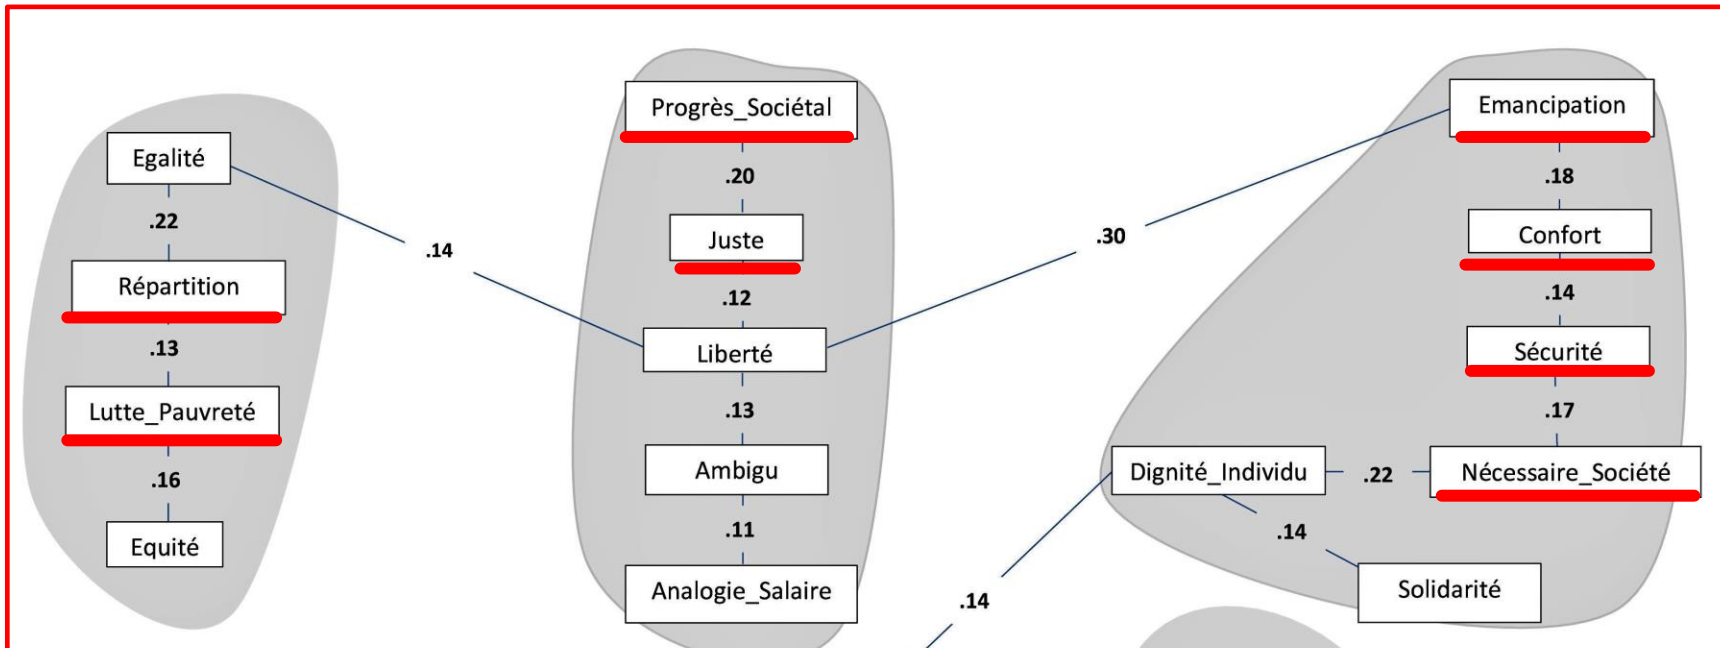 Egalité
.22
Répartition
.13
Lutte_Pauvreté
.16
Equité
.14
Progrès_Sociétal
.20
Juste
.12
Liberté
.13
Ambigu
.11
Analogie_Salaire
.30
Emancipation
.18
Confort
.14
Sécurité
.17
Dignité_Individu
.22
Nécessaire_Société
.14
Solidarité
.14